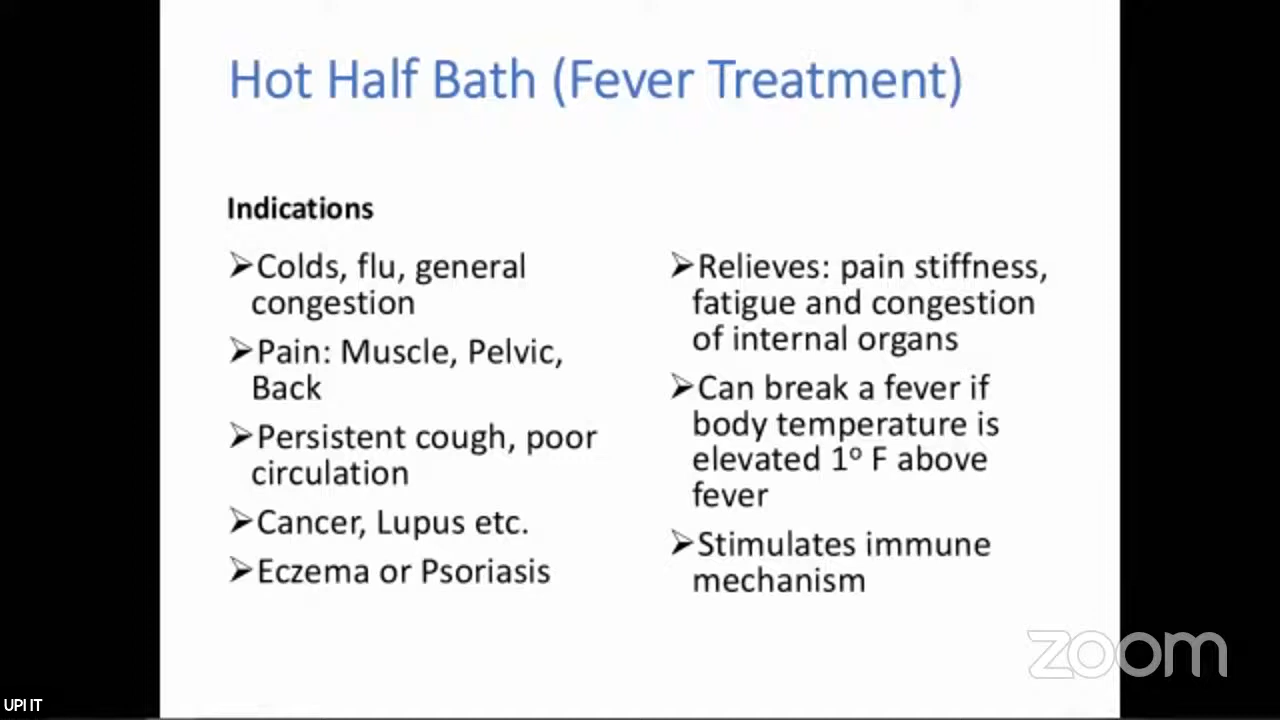 Hot Half Bath (Fever Treatment)
Indications
➢Colds, flu, general
congestion
➢Pain: Muscle, Pelvic,
Back
➢Persistent cough, poor
circulation
➢Cancer, Lupus etc.
➢Eczema or Psoriasis
➢Relieves: pain stiffness,
fatigue and congestion
of internal organs
➢Can break a fever if
body temperature is
elevated 1º F above
fever
➢Stimulates immune
mechanism
zoom
UPI IT